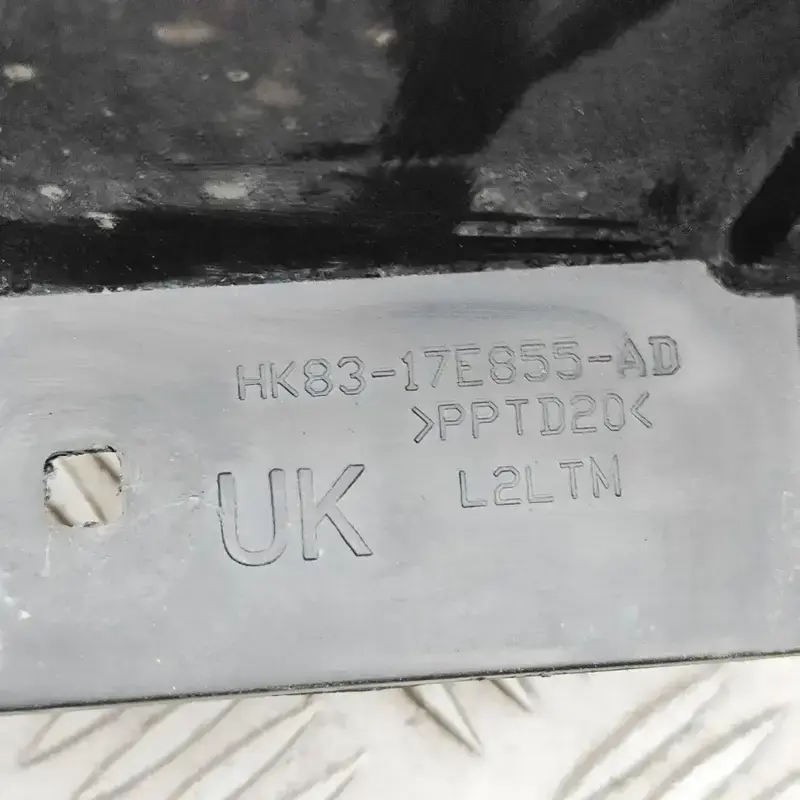 HK83-17E855-AD
>PPTD20<
L2LTM
UK